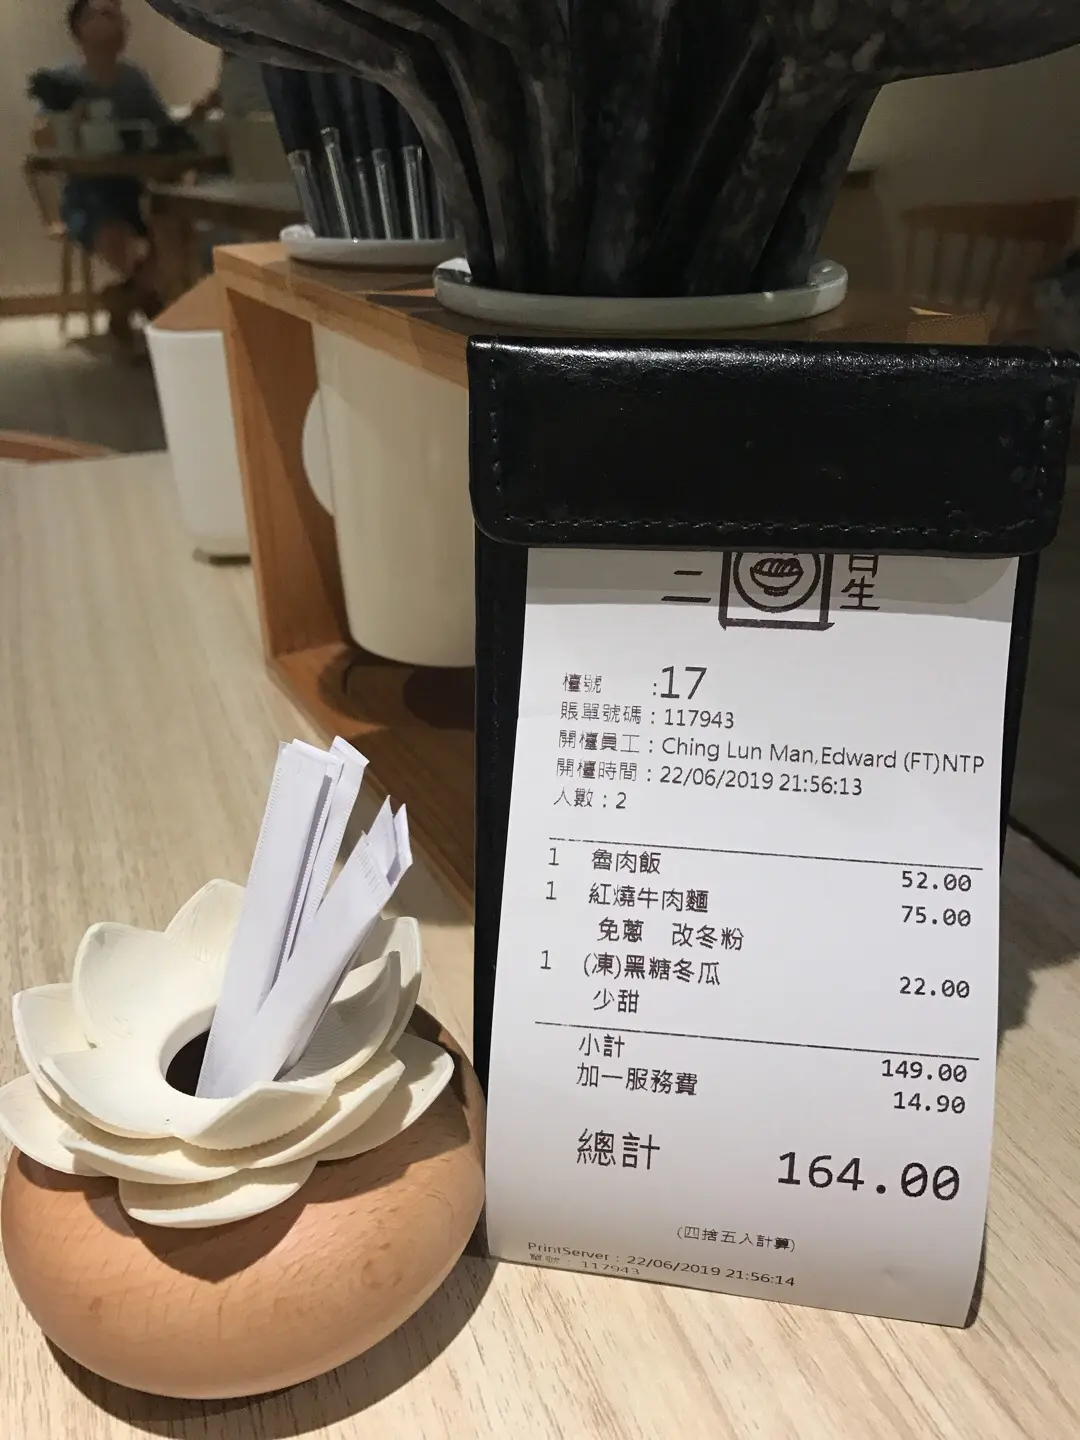 二
日
生
檯號 :17
賬單號碼 : 117943
開檯員工 : Ching Lun Man,Edward (FT)NTP
開檯時間 : 22/06/2019 21:56:13
人數 : 2
1 魯肉飯 52.00
1 紅燒牛肉麵 75.00
免蔥 改冬粉
1 (凍)黑糖冬瓜 22.00
少甜
小計 149.00
加一服務費 14.90
總計 164.00
(四捨五入計算)
PrintServer : 22/06/2019 21:56:14
單號 : 117943